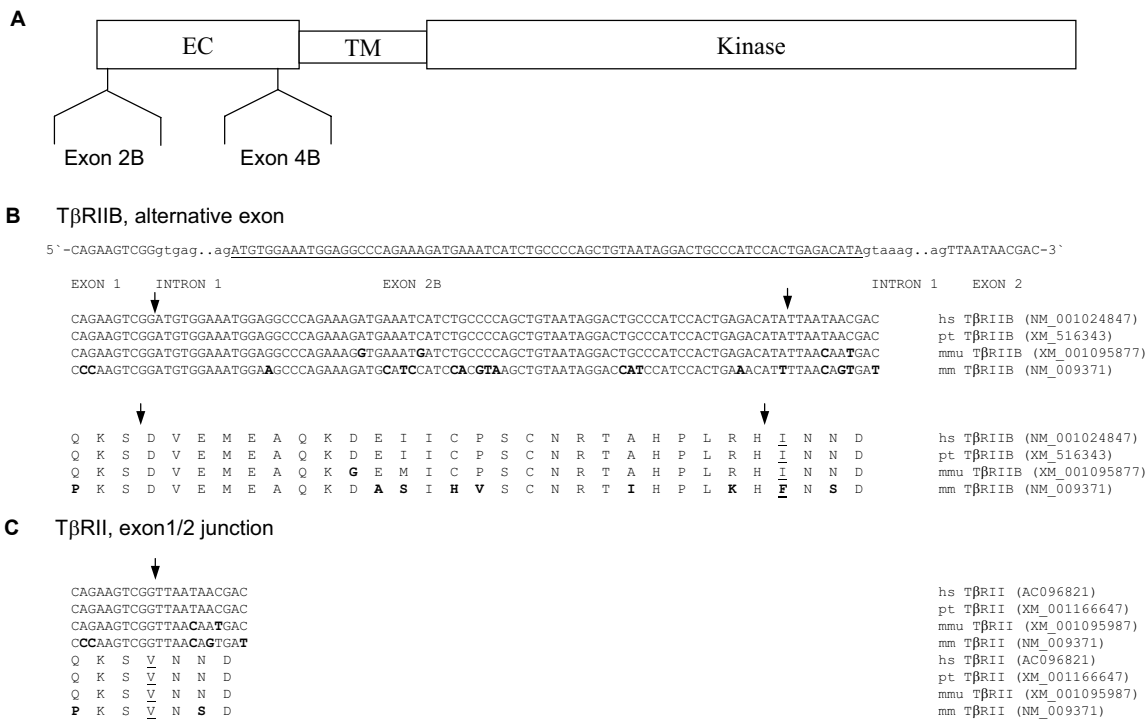 A
EC
TM
Kinase
Exon 2B
Exon 4B
B TβRIIB, alternative exon
5`-CAGAAGTCGGgtgag..agATGTGGAAATGGAGGCCCAGAAAGATGAAATCATCTGCCCCAGCTGTAATAGGACTGCCCATCCACTGAGACATAgtaaag..agTTAATAACGAC-3`
EXON 1 INTRON 1 EXON 2B INTRON 1 EXON 2
CAGAAGTCGGATGTGGAAATGGAGGCCCAGAAAGATGAAATCATCTGCCCCAGCTGTAATAGGACTGCCCATCCACTGAGACATATTAATAACGAC hs TβRIIB (NM_001024847)
CAGAAGTCGGATGTGGAAATGGAGGCCCAGAAAGATGAAATCATCTGCCCCAGCTGTAATAGGACTGCCCATCCACTGAGACATATTAATAACGAC pt TβRIIB (XM_516343)
CAGAAGTCGGATGTGGAAATGGAGGCCCAGAAAGGTGAAATGATCTGCCCCAGCTGTAATAGGACTGCCCATCCACTGAGACATATTAACAATGAC mmu TβRIIB (XM_001095877)
CCCAAGTCGGATGTGGAAATGGAAGCCCAGAAAGATGCATCCATCCACGTAAGCTGTAATAGGACCATCCATCCACTGAAACATTTTAACAGTGAT mm TβRIIB (NM_009371)
Q K S D V E M E A Q K D E I I C P S C N R T A H P L R H I N N D hs TβRIIB (NM_001024847)
Q K S D V E M E A Q K D E I I C P S C N R T A H P L R H I N N D pt TβRIIB (XM_516343)
Q K S D V E M E A Q K G E M I C P S C N R T A H P L R H I N N D mmu TβRIIB (XM_001095877)
P K S D V E M E A Q K D A S I H V S C N R T I H P L K H F N S D mm TβRIIB (NM_009371)
C TβRII, exon1/2 junction
CAGAAGTCGGTTAATAACGAC hs TβRII (AC096821)
CAGAAGTCGGTTAATAACGAC pt TβRII (XM_001166647)
CAGAAGTCGGTTAACAATGAC mmu TβRII (XM_001095987)
CCCAAGTCGGTTAACAGTGAT mm TβRII (NM_009371)
Q K S V N N D hs TβRII (AC096821)
Q K S V N N D pt TβRII (XM_001166647)
Q K S V N N D mmu TβRII (XM_001095987)
P K S V N S D mm TβRII (NM_009371)